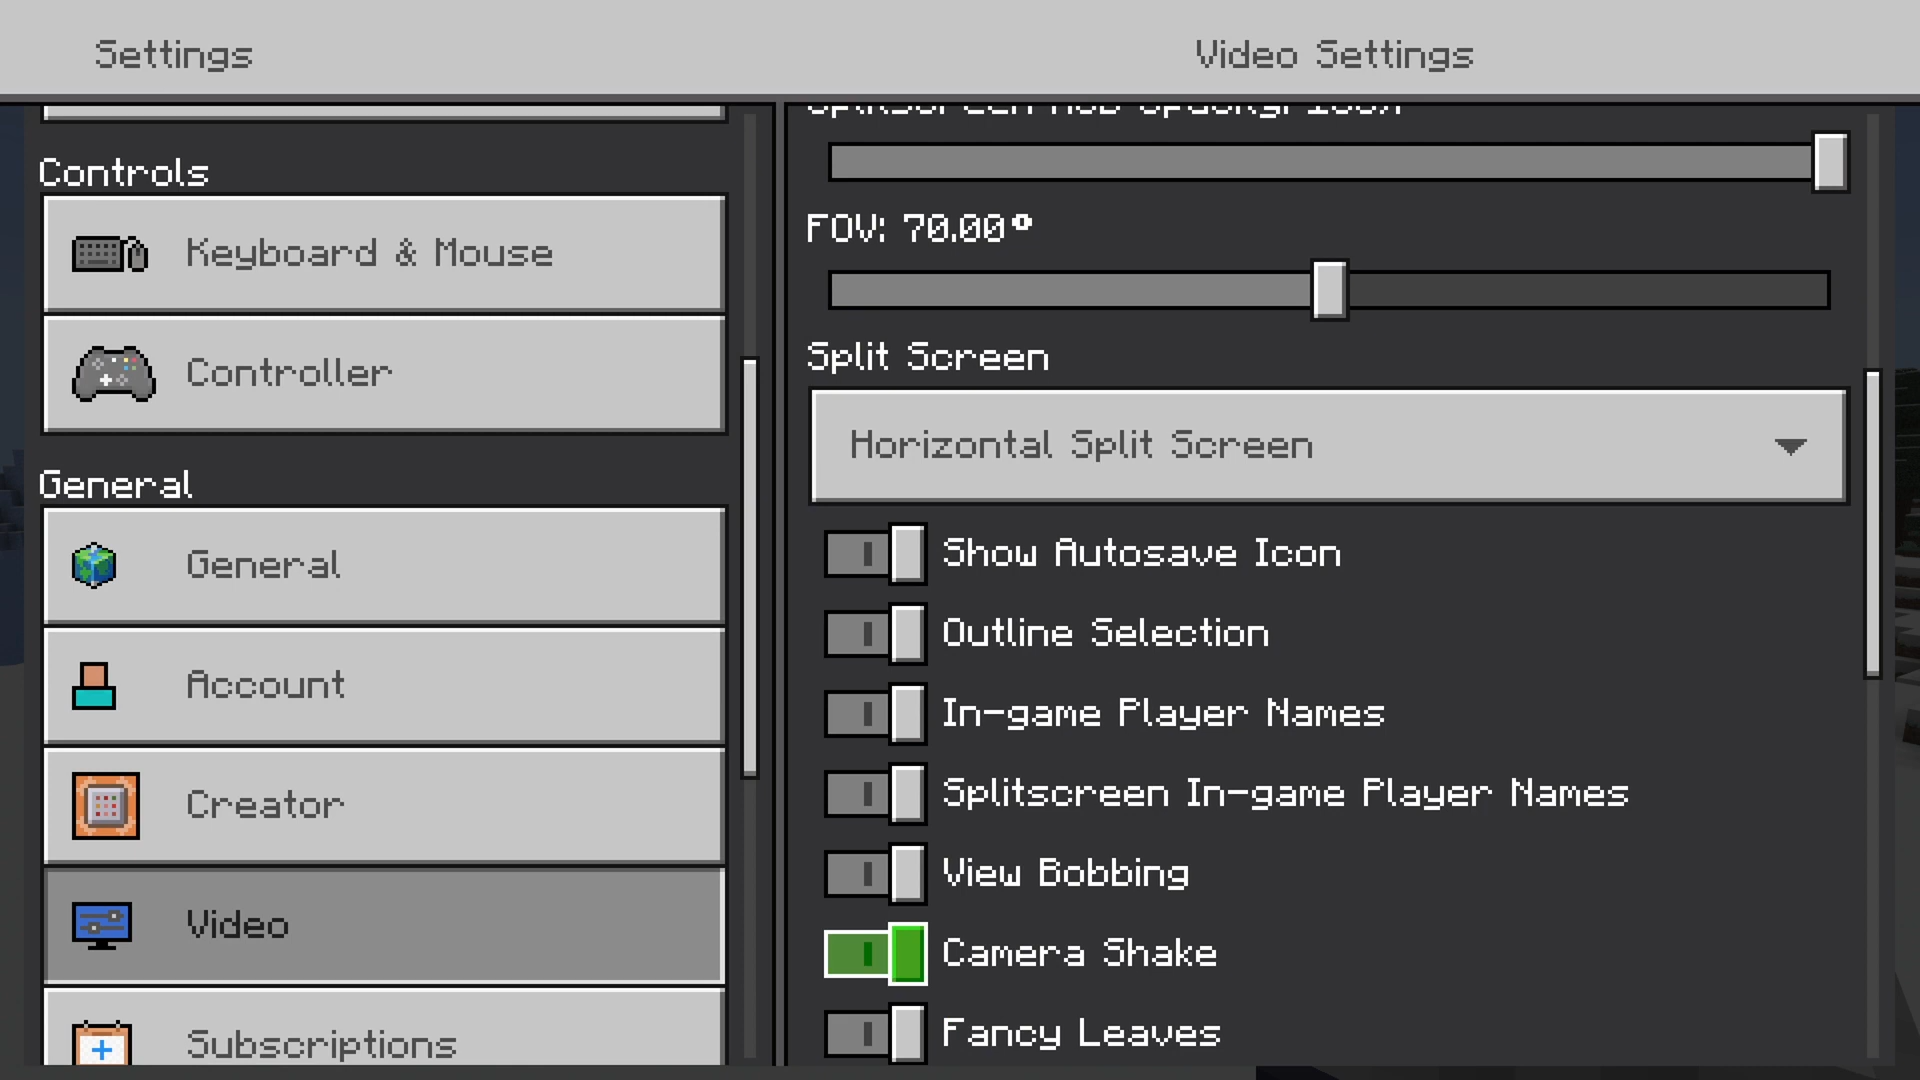 Settings
Video Settings
Controls
Keyboard & Mouse
Controller
General
General
Account
Creator
Video
Subscriptions
FOV: 70.00°
Split Screen
Horizontal Split Screen
Show Autosave Icon
Outline Selection
In-game Player Names
Splitscreen In-game Player Names
View Bobbing
Camera Shake
Fancy Leaves